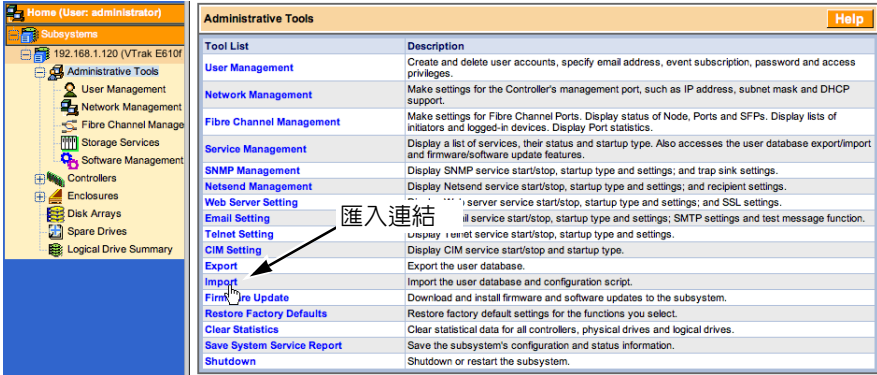 Home (User: administrator)
Subsystems
192.168.1.120 (VTrak E610f
Administrative Tools
User Management
Network Management
Fibre Channel Manage
Storage Services
Software Management
Controllers
Enclosures
Disk Arrays
Spare Drives
Logical Drive Summary
Administrative Tools
Help
Tool List Description
User Management Create and delete user accounts, specify email address, event subscription, password and access
privileges.
Network Management Make settings for the Controller's management port, such as IP address, subnet mask and DHCP
support.
Fibre Channel Management Make settings for Fibre Channel Ports. Display status of Node, Ports and SFPs. Display lists of
initiators and logged-in devices. Display Port statistics.
Service Management Display a list of services, their status and startup type. Also accesses the user database export/import
and firmware/software update features.
SNMP Management Display SNMP service start/stop, startup type and settings; and trap sink settings.
Netsend Management Display Netsend service start/stop, startup type and settings; and recipient settings.
Web Server Setting server service start/stop, startup type and settings; and SSL settings.
Email Setting service start/stop, startup type and settings; SMTP settings and test message function.
匯入連結
Telnet Setting Display Telnet service start/stop, startup type and settings.
CIM Setting Display CIM service start/stop and startup type.
Export Export the user database.
Import Import the user database and configuration script.
Firmware Update Download and install firmware and software updates to the subsystem.
Restore Factory Defaults Restore factory default settings for the functions you select.
Clear Statistics Clear statistical data for all controllers, physical drives and logical drives.
Save System Service Report Save the subsystem's configuration and status information.
Shutdown Shutdown or restart the subsystem.